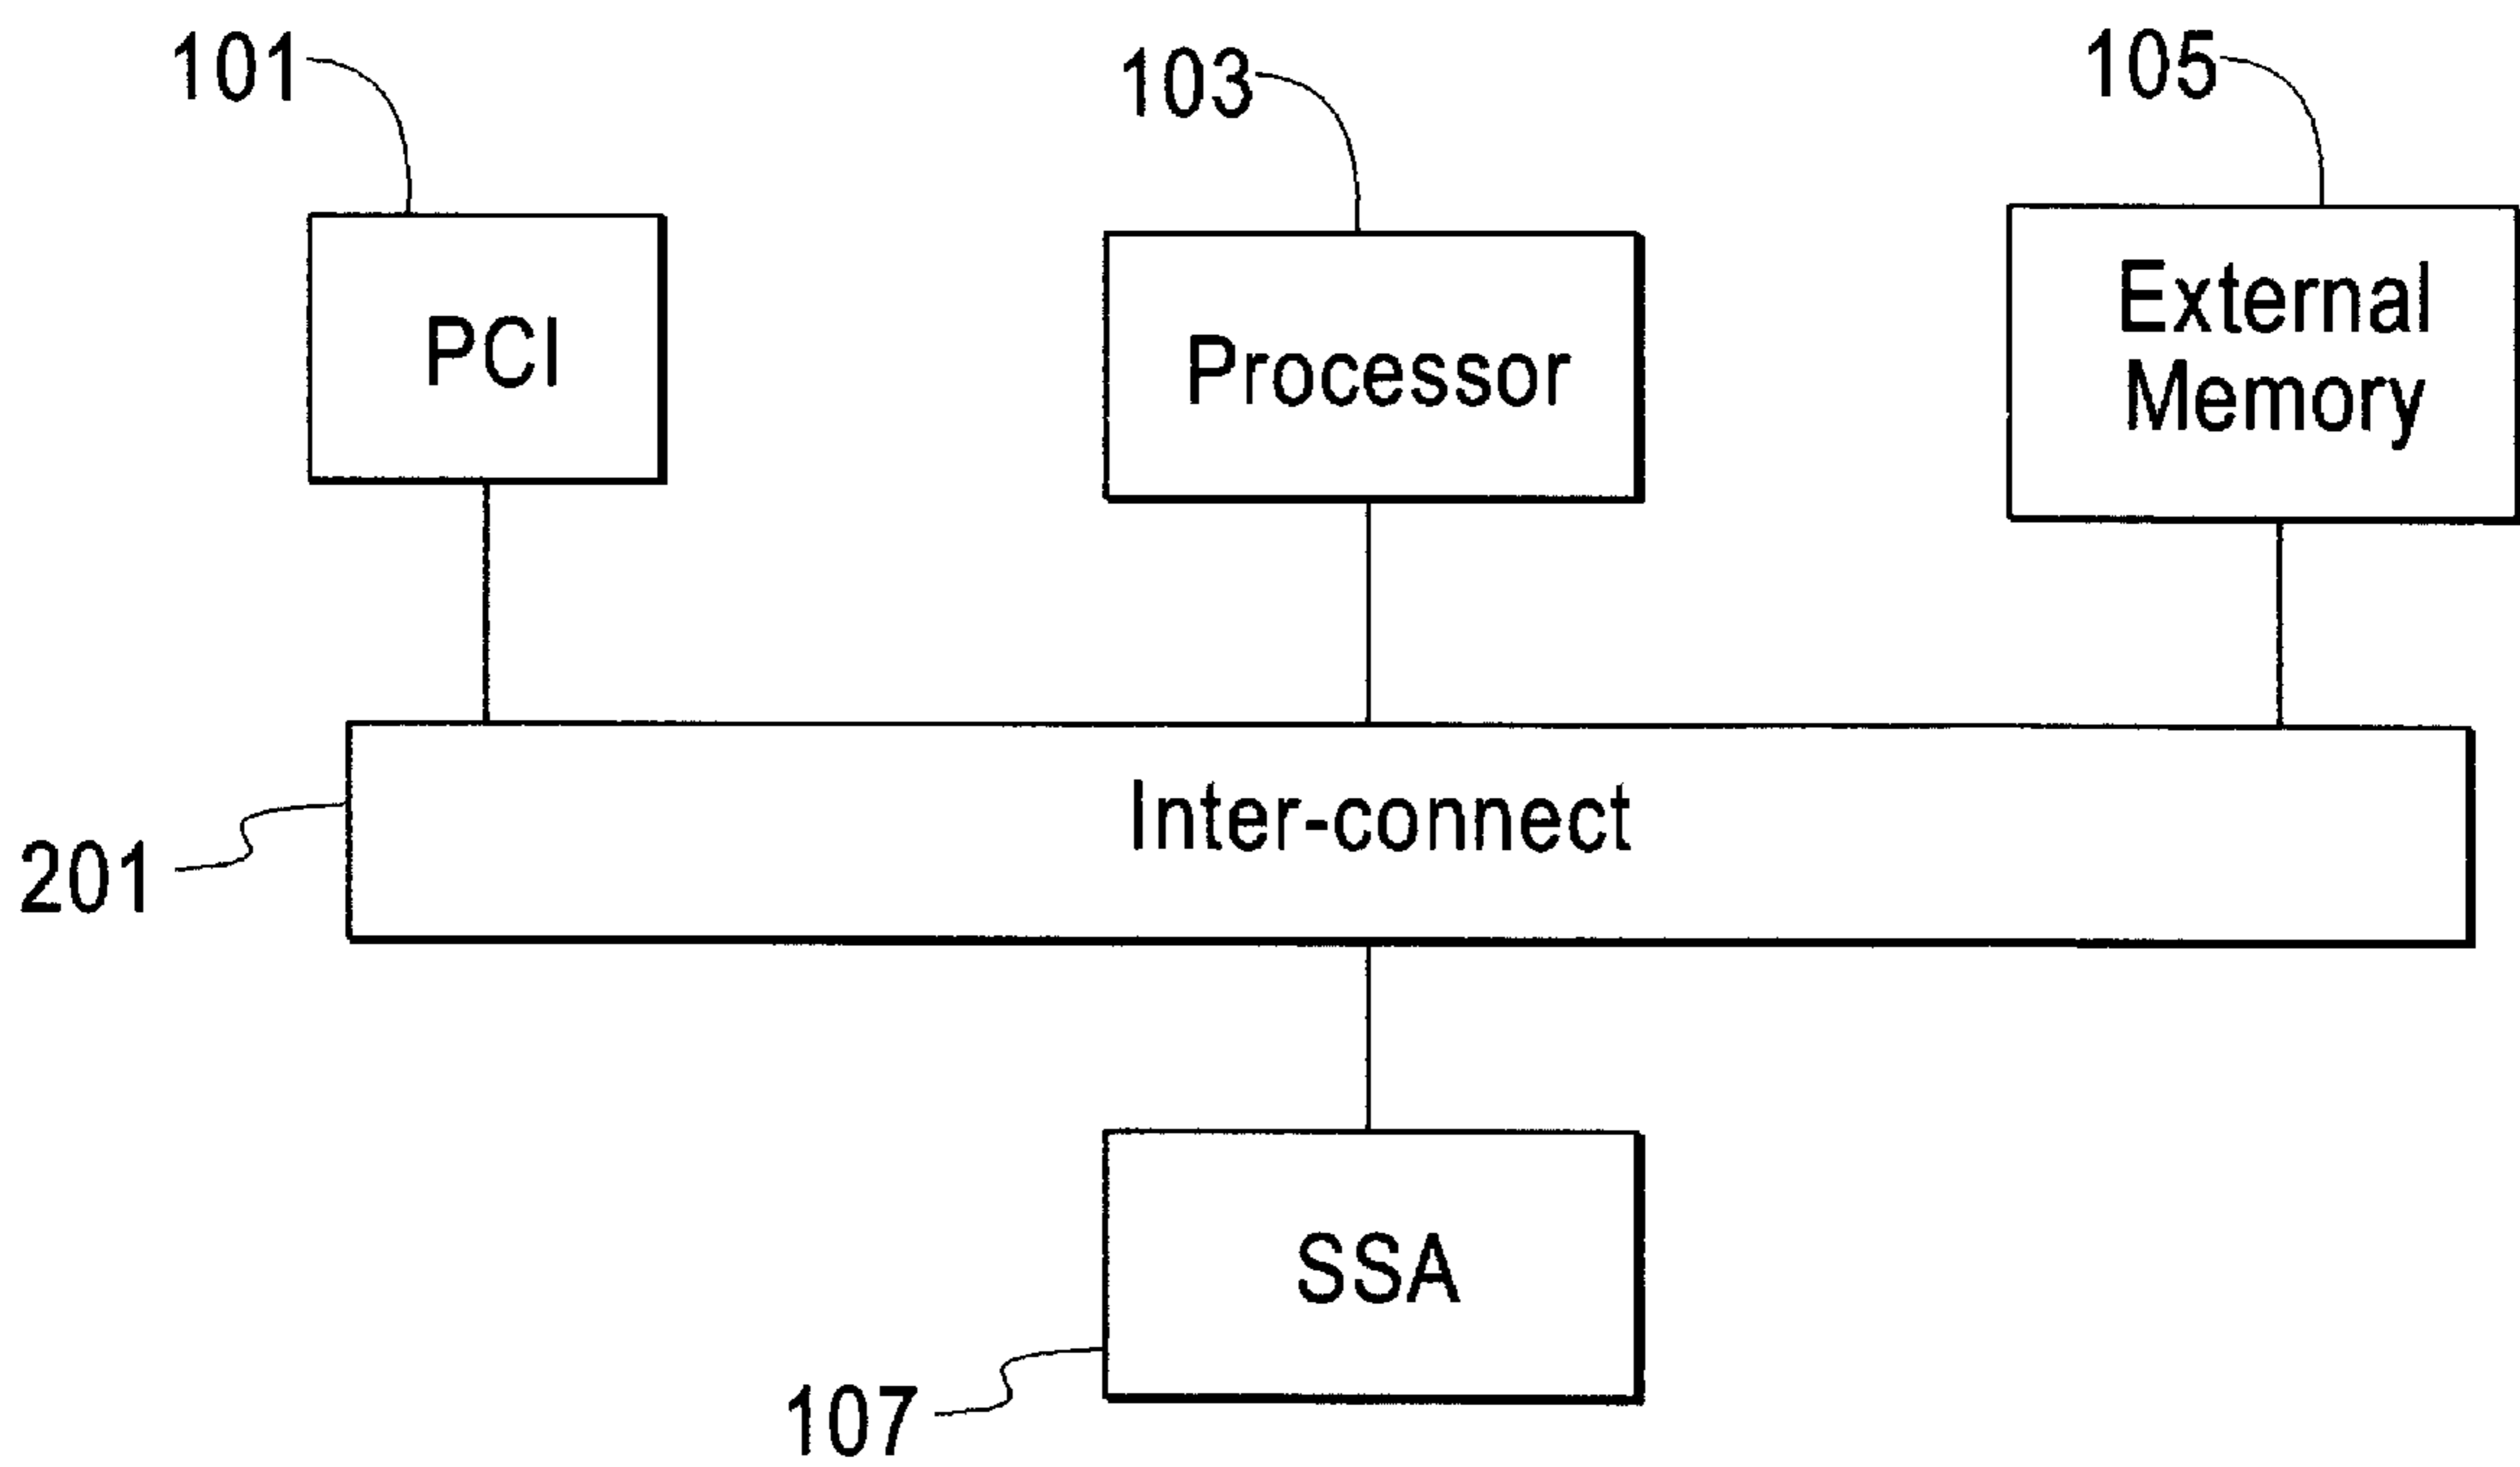 101
103
105
PCI
Processor
External
Memory
Inter-connect
201
SSA
107